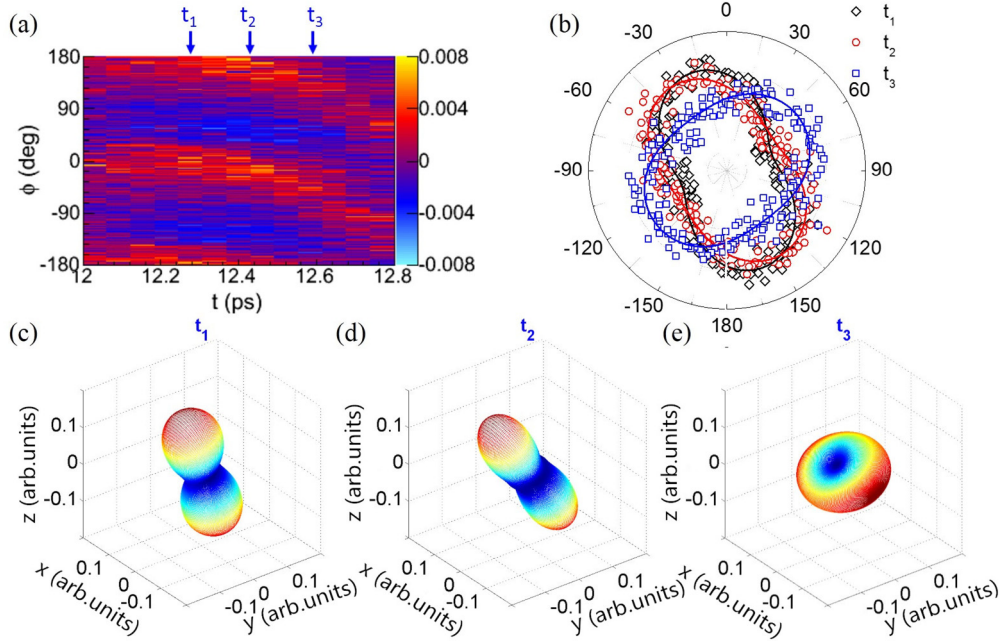 (a)
t1 t2 t3
180
90
0
-90
-180
ϕ (deg)
12 12.2 12.4 12.6 12.8
t (ps)
0.008
0.004
0
-0.004
-0.008
(b)
0
30
60
90
120
150
180
-150
-120
-90
-60
-30
t1
t2
t3
(c)
t1
z (arb.units)
0.1
0
-0.1
x (arb.units)
0.1
0
-0.1
y (arb.units)
-0.1
0
0.1
(d)
t2
z (arb.units)
0.1
0
-0.1
x (arb.units)
0.1
0
-0.1
y (arb.units)
-0.1
0
0.1
(e)
t3
z (arb.units)
0.1
0
-0.1
x (arb.units)
0.1
0
-0.1
y (arb.units)
-0.1
0
0.1